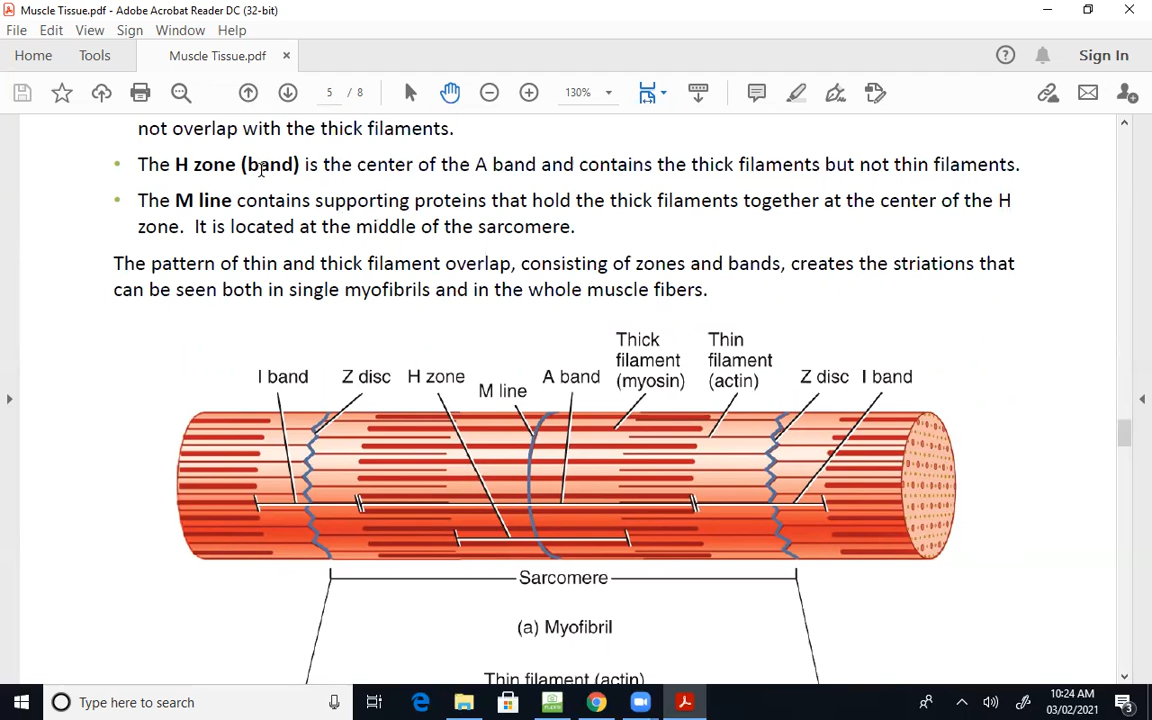 Muscle Tissue.pdf - Adobe Acrobat Reader DC (32-bit)
File Edit View Sign Window Help
Home Tools Muscle Tissue.pdf × Sign In
5 / 8 130%
not overlap with the thick filaments.
• The H zone (band) is the center of the A band and contains the thick filaments but not thin filaments.
• The M line contains supporting proteins that hold the thick filaments together at the center of the H
zone. It is located at the middle of the sarcomere.
The pattern of thin and thick filament overlap, consisting of zones and bands, creates the striations that
can be seen both in single myofibrils and in the whole muscle fibers.
Thick
filament
(myosin)
Thin
filament
(actin)
I band Z disc H zone M line A band Z disc I band
Sarcomere
(a) Myofibril
Thin filament (actin)
Type here to search
10:24 AM
03/02/2021
3